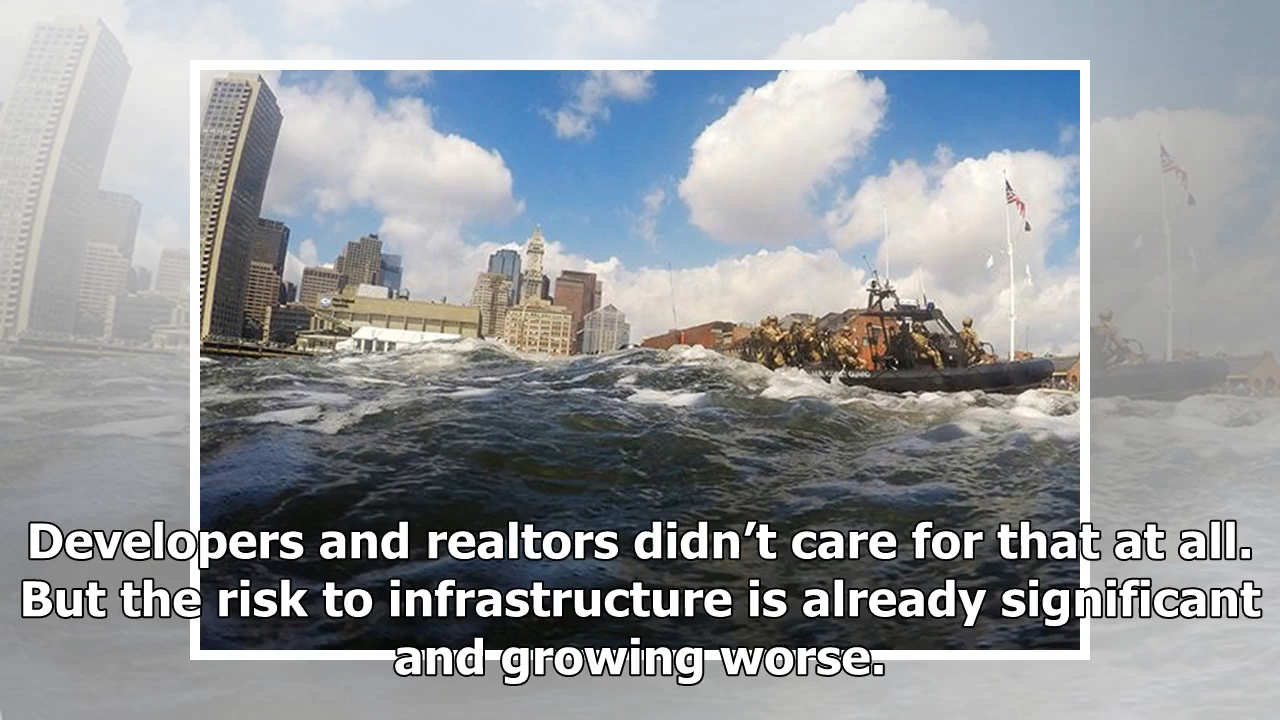 Developers and realtors didn’t care for that at all.
But the risk to infrastructure is already significant
and growing worse.